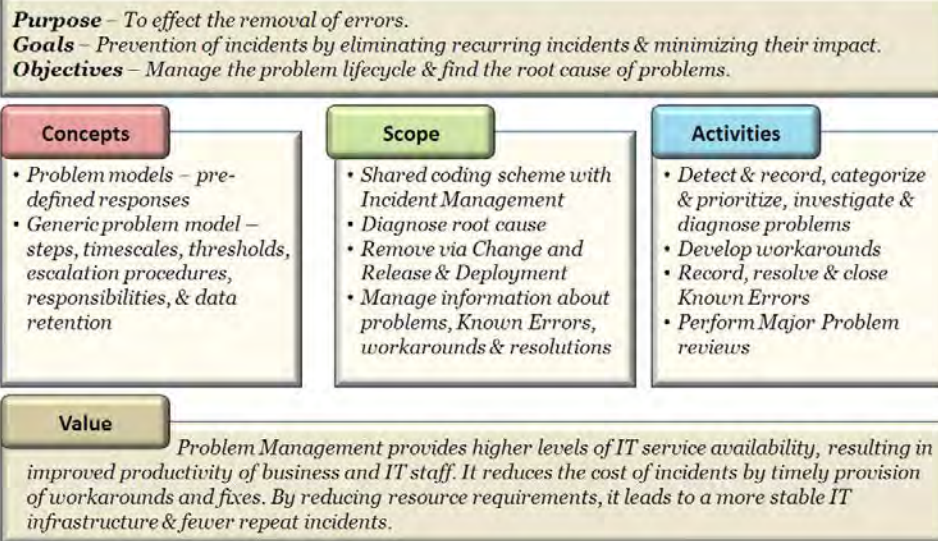 Purpose – To effect the removal of errors.
Goals – Prevention of incidents by eliminating recurring incidents & minimizing their impact.
Objectives – Manage the problem lifecycle & find the root cause of problems.
Concepts
• Problem models – pre-
defined responses
• Generic problem model –
steps, timescales, thresholds,
escalation procedures,
responsibilities, & data
retention
Scope
• Shared coding scheme with
Incident Management
• Diagnose root cause
• Remove via Change and
Release & Deployment
• Manage information about
problems, Known Errors,
workarounds & resolutions
Activities
• Detect & record, categorize
& prioritize, investigate &
diagnose problems
• Develop workarounds
• Record, resolve & close
Known Errors
• Perform Major Problem
reviews
Value
Problem Management provides higher levels of IT service availability, resulting in
improved productivity of business and IT staff. It reduces the cost of incidents by timely provision
of workarounds and fixes. By reducing resource requirements, it leads to a more stable IT
infrastructure & fewer repeat incidents.